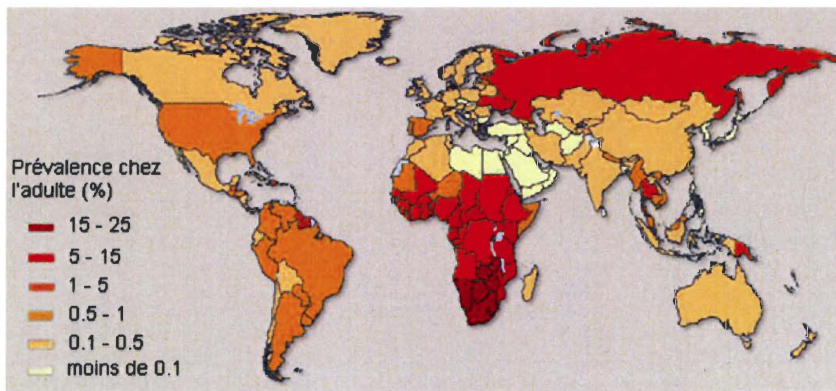 Prévalence chez
l'adulte (%)
15 - 25
5 - 15
1 - 5
0.5 - 1
0.1 - 0.5
moins de 0.1